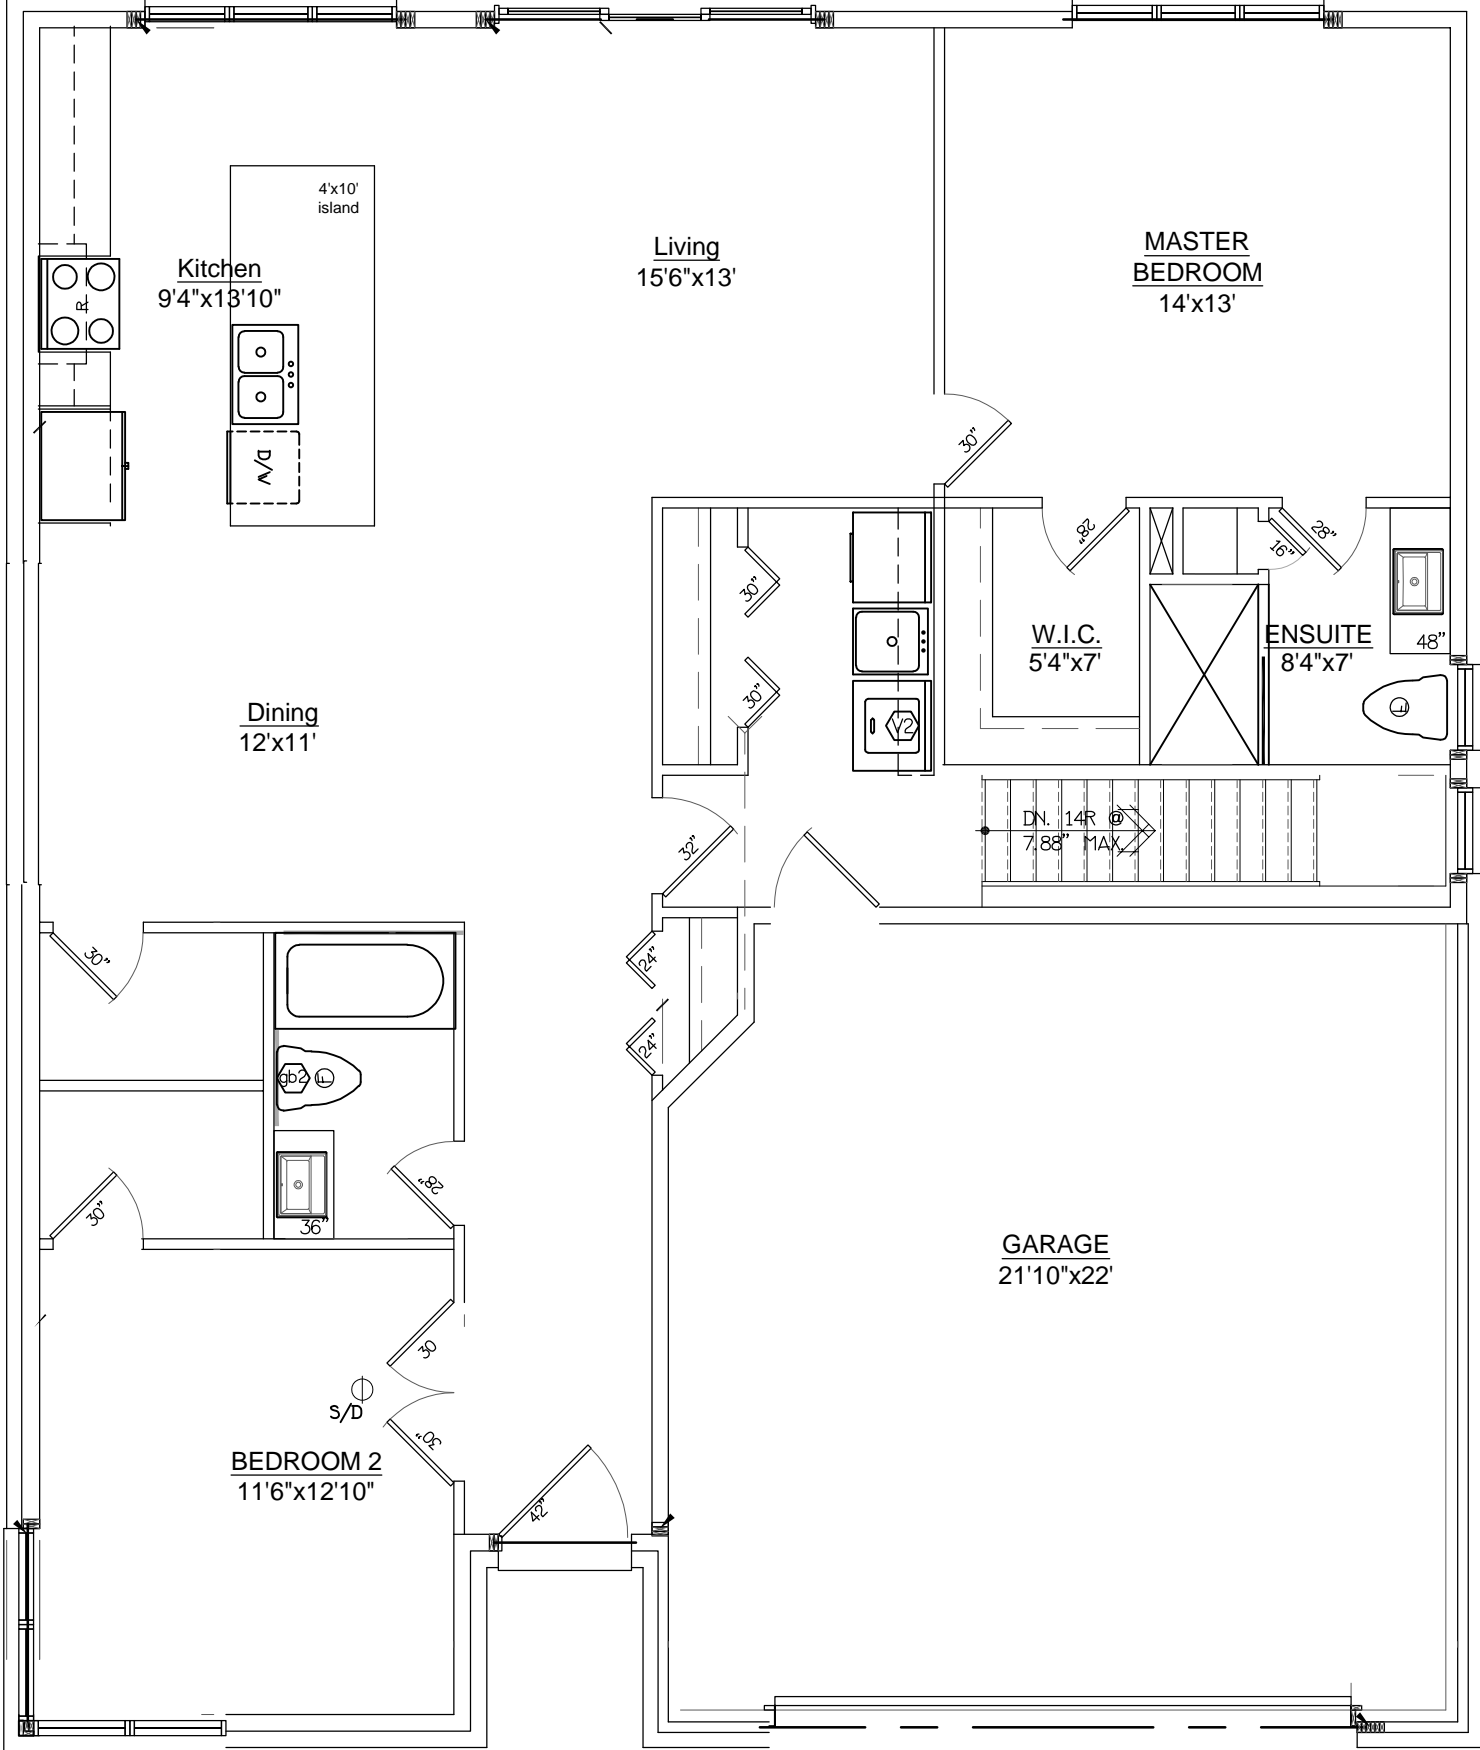 4'x10'
island
Kitchen
9'4"x13'10"
R
D/W
Living
15'6"x13'
MASTER
BEDROOM
14'x13'
30"
28"
16"
28"
30"
30"
V2
W.I.C.
5'4"x7'
ENSUITE
8'4"x7'
48"
Dining
12'x11'
32"
DN. 14R @
7.88" MAX.
30"
24"
24"
gb2
F
28"
30"
36"
GARAGE
21'10"x22'
30
S/D
30"
BEDROOM 2
11'6"x12'10"
42"